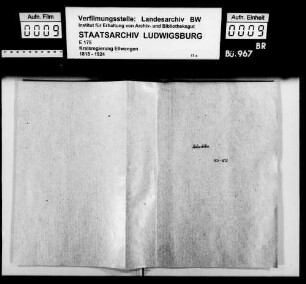 Aufn. Film
0009
Verfilmungsstelle: Landesarchiv BW
Institut für Erhaltung von Archiv- und Bibliotheksgut
STAATSARCHIV LUDWIGSBURG
E 175
Kreisregierung Ellwangen
1818 - 1924
Aufn. Einheit
0009
BR
Bü. 967